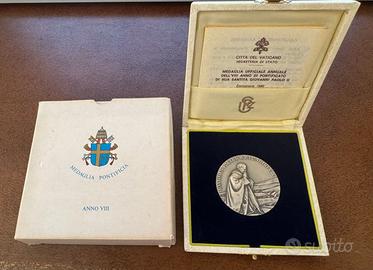 MEDAGLIA PONTIFICIA
ANNO VIII
CITTÀ DEL VATICANO
SEGRETERIA DI STATO
MEDAGLIA UFFICIALE ANNUALE
DELL'VIII ANNO DI PONTIFICATO
DI SUA SANTITÀ GIOVANNI PAOLO II
subito